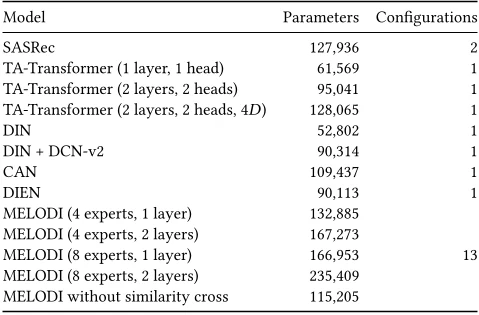 Model Parameters Configurations
SASRec 127,936 2
TA-Transformer (1 layer, 1 head) 61,569 1
TA-Transformer (2 layers, 2 heads) 95,041 1
TA-Transformer (2 layers, 2 heads, 4D) 128,065 1
DIN 52,802 1
DIN + DCN-v2 90,314 1
CAN 109,437 1
DIEN 90,113 1
MELODI (4 experts, 1 layer) 132,885
MELODI (4 experts, 2 layers) 167,273
MELODI (8 experts, 1 layer) 166,953 13
MELODI (8 experts, 2 layers) 235,409
MELODI without similarity cross 115,205